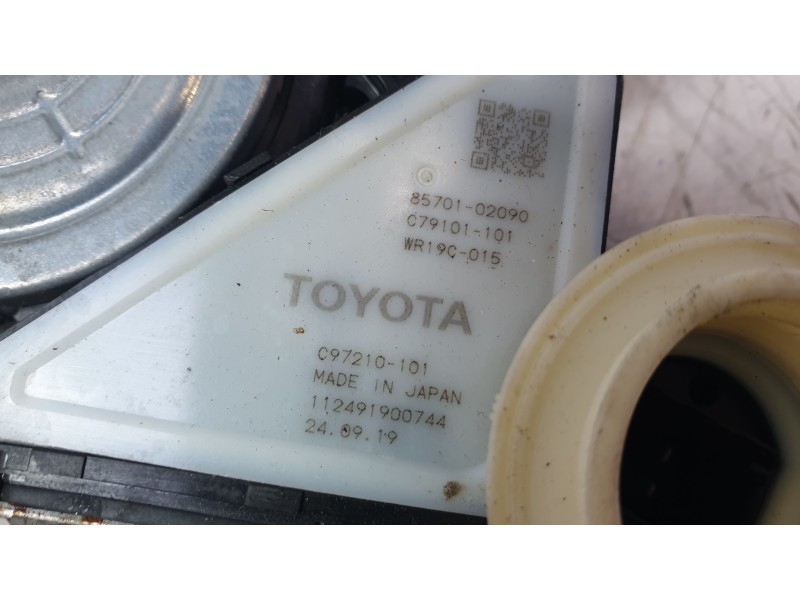 85701-02090
C79101-101
WR19C-015
TOYOTA
C97210-101
MADE IN JAPAN
112491900744
24.09.19